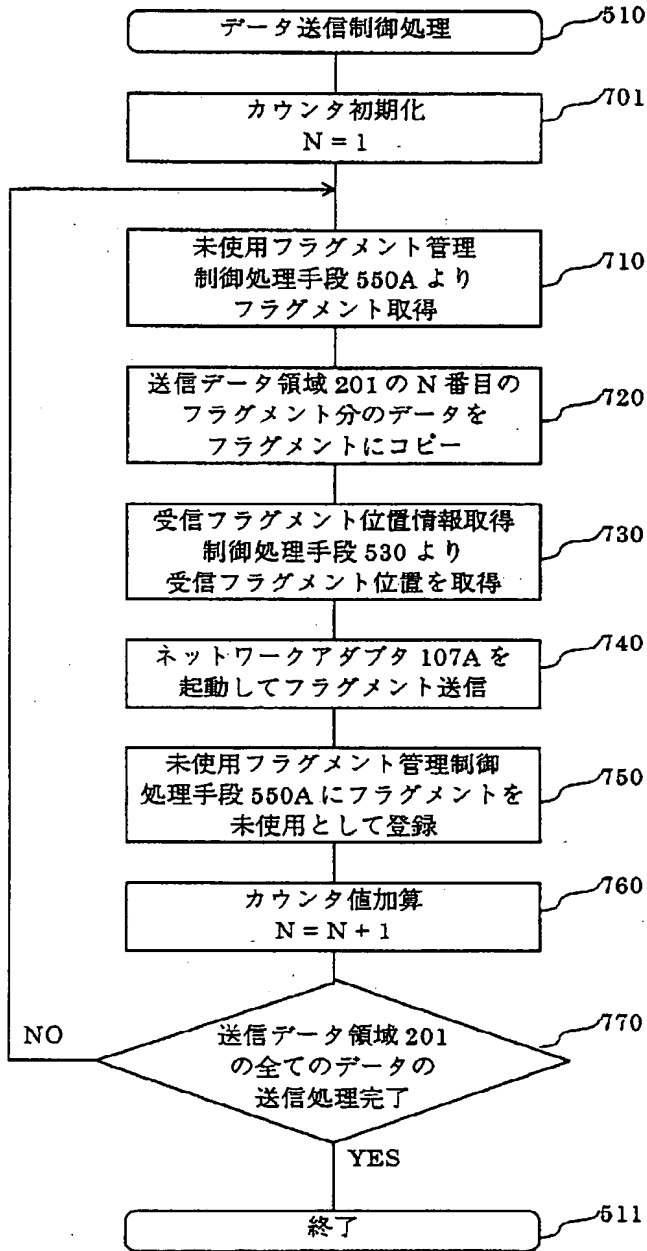 データ送信制御処理
510
カウンタ初期化
N = 1
701
未使用フラグメント管理
制御処理手段 550A より
フラグメント取得
710
送信データ領域 201 の N 番目の
フラグメント分のデータを
フラグメントにコピー
720
受信フラグメント位置情報取得
制御処理手段 530 より
受信フラグメント位置を取得
730
ネットワークアダプタ 107A を
起動してフラグメント送信
740
未使用フラグメント管理制御
処理手段 550A にフラグメントを
未使用として登録
750
カウンタ値加算
N = N + 1
760
送信データ領域 201
の全てのデータの
送信処理完了
770
NO
YES
終了
511